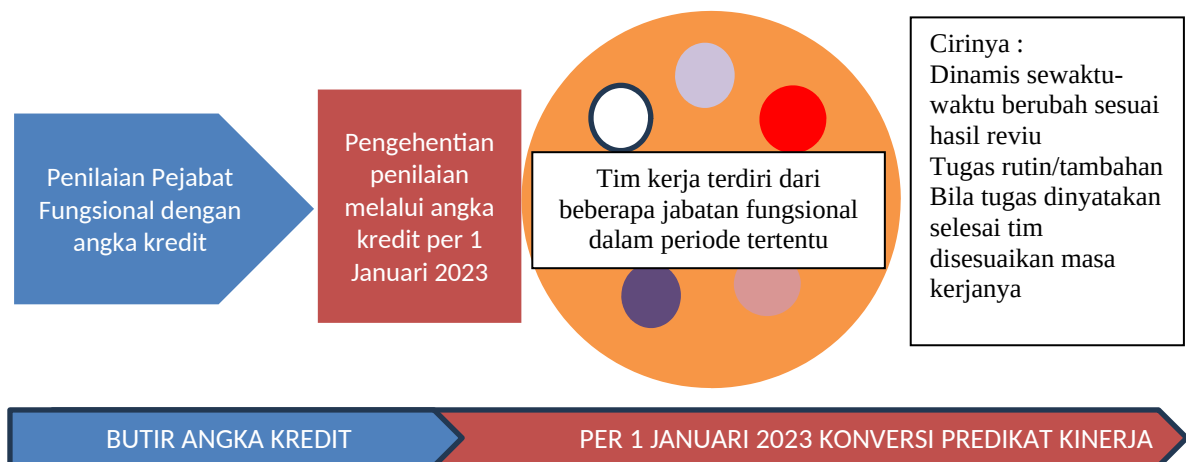 Penilaian Pejabat
Fungsional dengan
angka kredit
Pengehentian
penilaian
melalui angka
kredit per 1
Januari 2023
Tim kerja terdiri dari
beberapa jabatan fungsional
dalam periode tertentu
Cirinya :
Dinamis sewaktu-
waktu berubah sesuai
hasil reviu
Tugas rutin/tambahan
Bila tugas dinyatakan
selesai tim
disesuaikan masa
kerjanya
BUTIR ANGKA KREDIT
PER 1 JANUARI 2023 KONVERSI PREDIKAT KINERJA